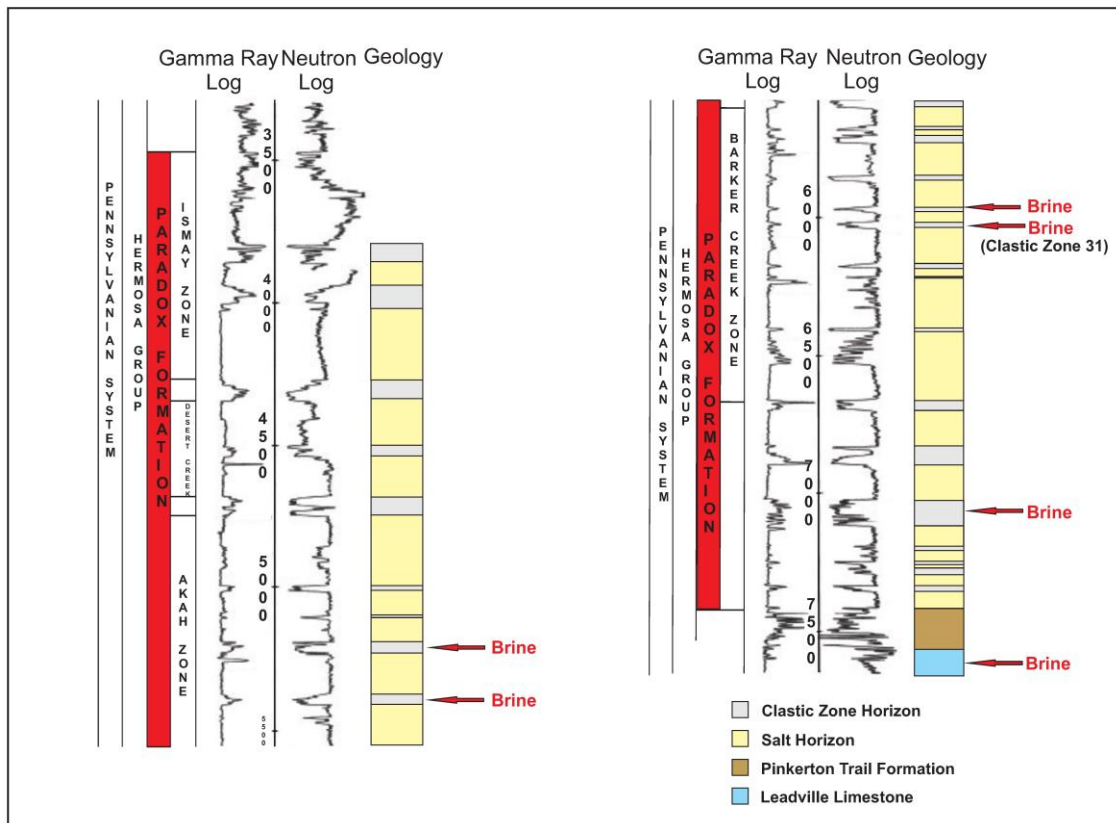 Gamma Ray Neutron Geology
Log Log
PENNSYLVANIAN SYSTEM
HERMOSA GROUP
PARADOX FORMATION
ISMAY ZONE
DESERT CREEK
AKAH ZONE
3500
4000
4500
5000
5500
Brine
Brine
Gamma Ray Neutron Geology
Log Log
PENNSYLVANIAN SYSTEM
HERMOSA GROUP
PARADOX FORMATION
BARKER CREEK ZONE
6000
6500
7000
7500
Brine
Brine
(Clastic Zone 31)
Brine
Brine
Clastic Zone Horizon
Salt Horizon
Pinkerton Trail Formation
Leadville Limestone